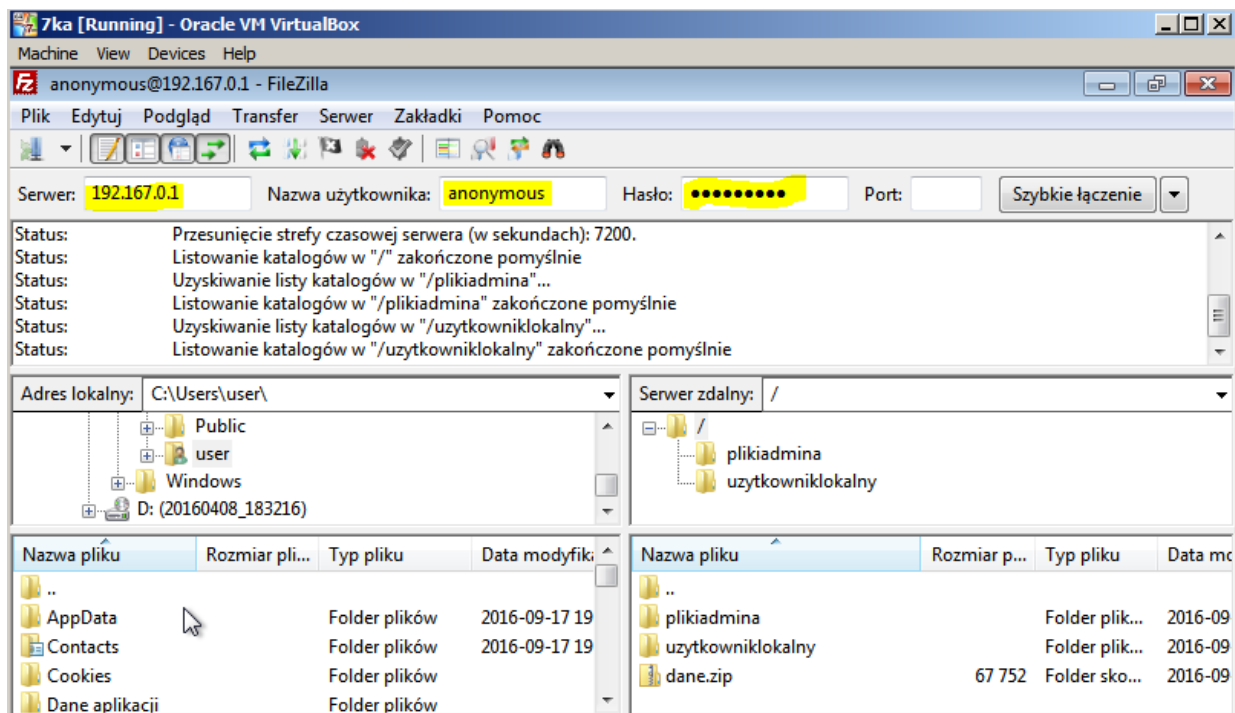 7ka [Running] - Oracle VM VirtualBox
Machine View Devices Help
anonymous@192.167.0.1 - FileZilla
Plik Edytuj Podgląd Transfer Serwer Zakładki Pomoc
Serwer: 192.167.0.1 Nazwa użytkownika: anonymous Hasło: ●●●●●●●●● Port: Szybkie łączenie
Status: Przesunięcie strefy czasowej serwera (w sekundach): 7200.
Status: Listowanie katalogów w "/" zakończone pomyślnie
Status: Uzyskiwanie listy katalogów w "/plikiadmina"...
Status: Listowanie katalogów w "/plikiadmina" zakończone pomyślnie
Status: Uzyskiwanie listy katalogów w "/uzytkowniklokalny"...
Status: Listowanie katalogów w "/uzytkowniklokalny" zakończone pomyślnie
Adres lokalny: C:\Users\user\
Public
user
Windows
D: (20160408_183216)
Serwer zdalny: /
/
plikiadmina
uzytkowniklokalny
Nazwa pliku Rozmiar pli... Typ pliku Data modyfika
..
AppData Folder plików 2016-09-17 19
Contacts Folder plików 2016-09-17 19
Cookies Folder plików
Dane aplikacji Folder plików
Nazwa pliku Rozmiar p... Typ pliku Data mo
..
plikiadmina Folder plik... 2016-09
uzytkowniklokalny Folder plik... 2016-09
dane.zip 67 752 Folder sko... 2016-09